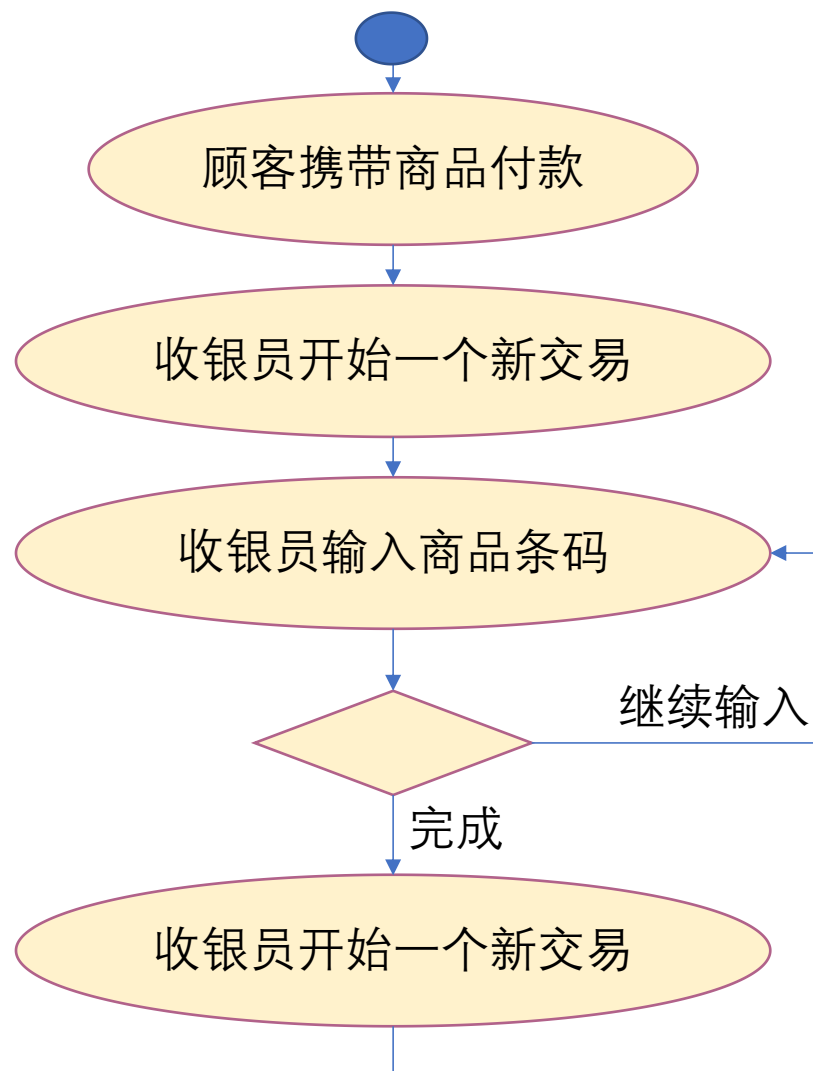 顾客携带商品付款
收银员开始一个新交易
收银员输入商品条码
继续输入
完成
收银员开始一个新交易